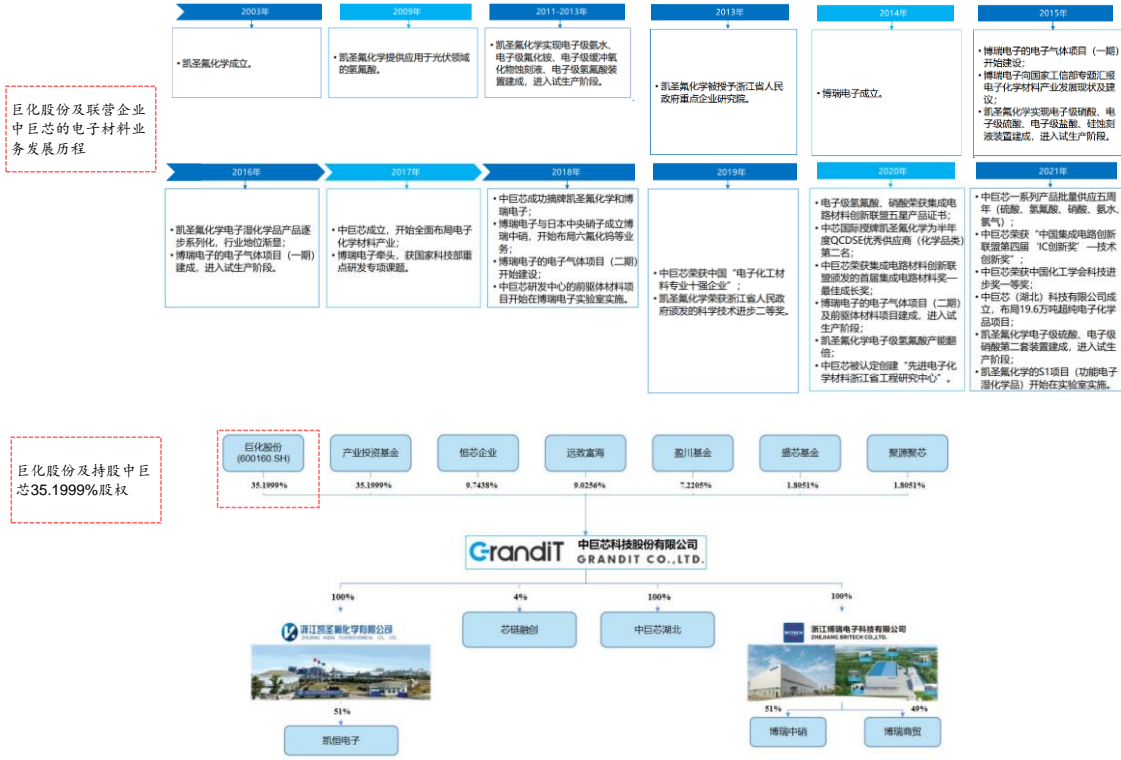 2003年
2009年
2011-2013年
2013年
2014年
2015年
• 凯圣氟化学成立。
• 凯圣氟化学提供应用于光伏领域
的氢氟酸。
• 凯圣氟化学实现电子级氨水、
电子级氟化铵、电子级缓冲氧
化物蚀刻液、电子级氢氟酸装
置建成，进入试生产阶段。
• 凯圣氟化学被授予浙江省人民
政府重点企业研究院。
• 博瑞电子成立。
• 博瑞电子的电子气体项目（一期）
开始建设；
• 博瑞电子向国家工信部专题汇报
电子化学材料产业发展现状及建
议；
• 凯圣氟化学实现电子级硝酸、电
子级硫酸、电子级盐酸、硅蚀刻
液装置建成，进入试生产阶段。
巨化股份及联营企业
中巨芯的电子材料业
务发展历程
2016年
2017年
2018年
2019年
2020年
2021年
• 凯圣氟化学电子湿化学品产品逐
步系列化，行业地位渐显；
• 博瑞电子的电子气体项目（一期）
建成，进入试生产阶段。
• 中巨芯成立，开始全面布局电子
化学材料产业；
• 博瑞电子牵头，获国家科技部重
点研发专项课题。
• 中巨芯成功摘牌凯圣氟化学和博
瑞电子；
• 博瑞电子与日本中央硝子成立博
瑞中硝，开始布局六氟化钨等业
务；
• 博瑞电子的电子气体项目（二期）
开始建设；
• 中巨芯研发中心的前驱体材料项
目开始在博瑞电子实验室实施。
• 中巨芯荣获中国“电子化工材
料专业十强企业”；
• 凯圣氟化学荣获浙江省人民政
府颁发的科学技术进步二等奖。
• 电子级氢氟酸、硝酸荣获集成电
路材料创新联盟五星产品证书；
• 中芯国际授牌凯圣氟化学为半年
度QCDSE优秀供应商（化学品类）
第二名；
• 中巨芯荣获集成电路材料创新联
盟颁发的首届集成电路材料奖—
最佳成长奖；
• 博瑞电子的电子气体项目（二期）
及前驱体材料项目建成，进入试
生产阶段；
• 凯圣氟化学电子级氢氟酸产能翻
倍；
• 中巨芯被认定创建“先进电子化
学材料浙江省工程研究中心”。
• 中巨芯一系列产品批量供应五周
年（硫酸、氢氟酸、硝酸、氨水、
氯气）；
• 中巨芯荣获“中国集成电路创新
联盟第四届‘IC创新奖’—技术
创新奖”；
• 中巨芯荣获中国化工学会科技进
步奖一等奖；
• 中巨芯（湖北）科技有限公司成
立，布局19.6万吨超纯电子化学
品项目；
• 凯圣氟化学电子级硫酸、电子级
硝酸第二套装置建成，进入试生
产阶段；
• 凯圣氟化学的S1项目（功能电子
湿化学品）开始在实验室实施。
巨化股份及持股中巨
芯35.1999%股权
巨化股份
(600160.SH)
产业投资基金
恒芯企业
远致富海
盈川基金
盛芯基金
聚源聚芯
35.1999%
35.1999%
9.7438%
9.0256%
7.2205%
1.8051%
1.8051%
GrandiT
中巨芯科技股份有限公司
GRANDIT CO.,LTD.
100%
4%
100%
100%
浙江凯圣氟化学有限公司
芯链融创
中巨芯湖北
BRITECH
浙江博瑞电子科技有限公司
ZHEJIANG BRITECH CO.,LTD.
51%
51%
49%
凯恒电子
博瑞中硝
博瑞商贸